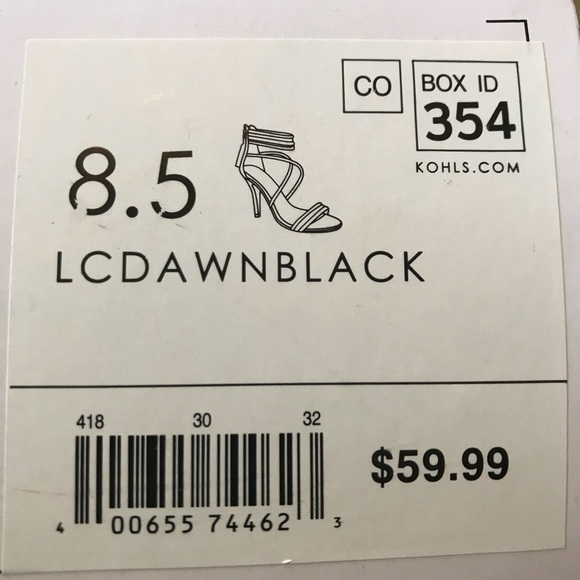 CO
BOX ID
354
KOHLS.COM
8.5
LCDAWNBLACK
418 30 32
$59.99
4 00655 74462 3